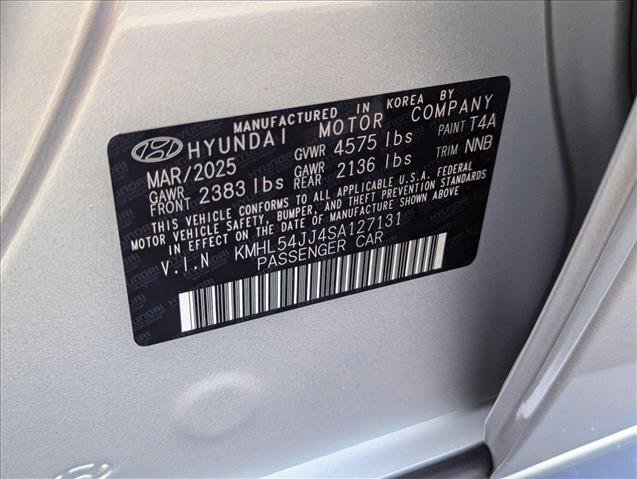 MANUFACTURED IN KOREA BY
HYUNDAI MOTOR COMPANY
MAR/2025 GVWR 4575 lbs PAINT T4A
GAWR FRONT 2383 lbs GAWR REAR 2136 lbs TRIM NNB
THIS VEHICLE CONFORMS TO ALL APPLICABLE U.S.A FEDERAL
MOTOR VEHICLE SAFETY, BUMPER, AND THEFT PREVENTION STANDARDS
IN EFFECT ON THE DATE OF MANUFACTURE SHOWN ABOVE.
V.I.N KMHL54JJ4SA127131
PASSENGER CAR